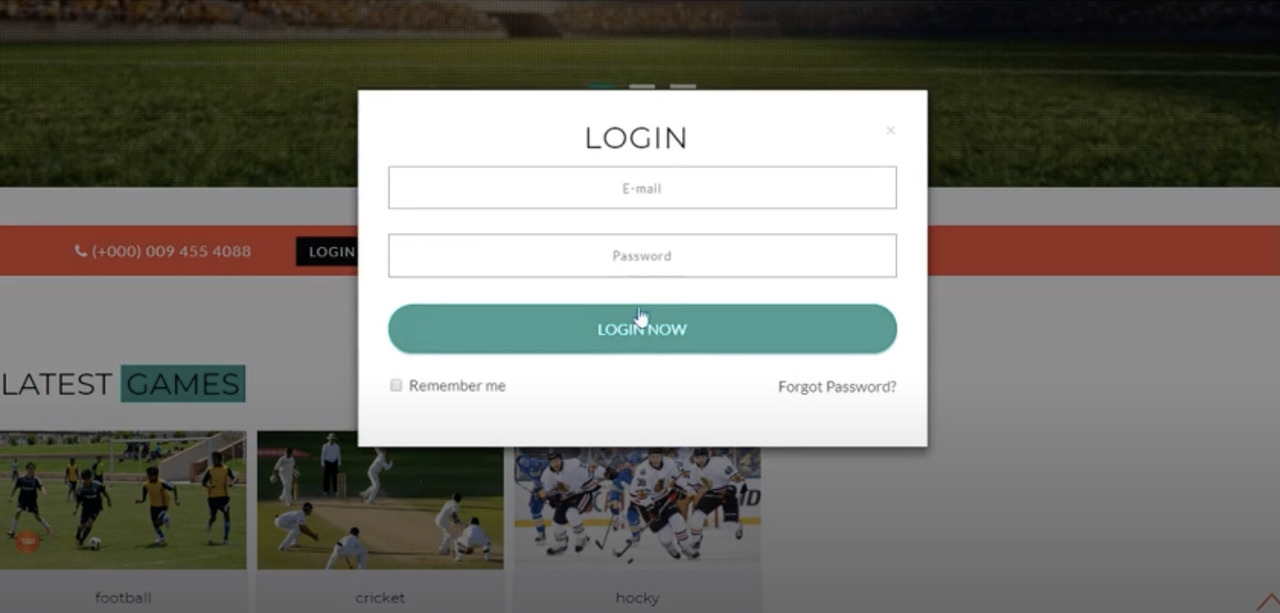 LOGIN
×
E-mail
Password
LOGIN NOW
Remember me
Forgot Password?
(+000) 009 455 4088
LOGIN
LATEST GAMES
football
cricket
hocky